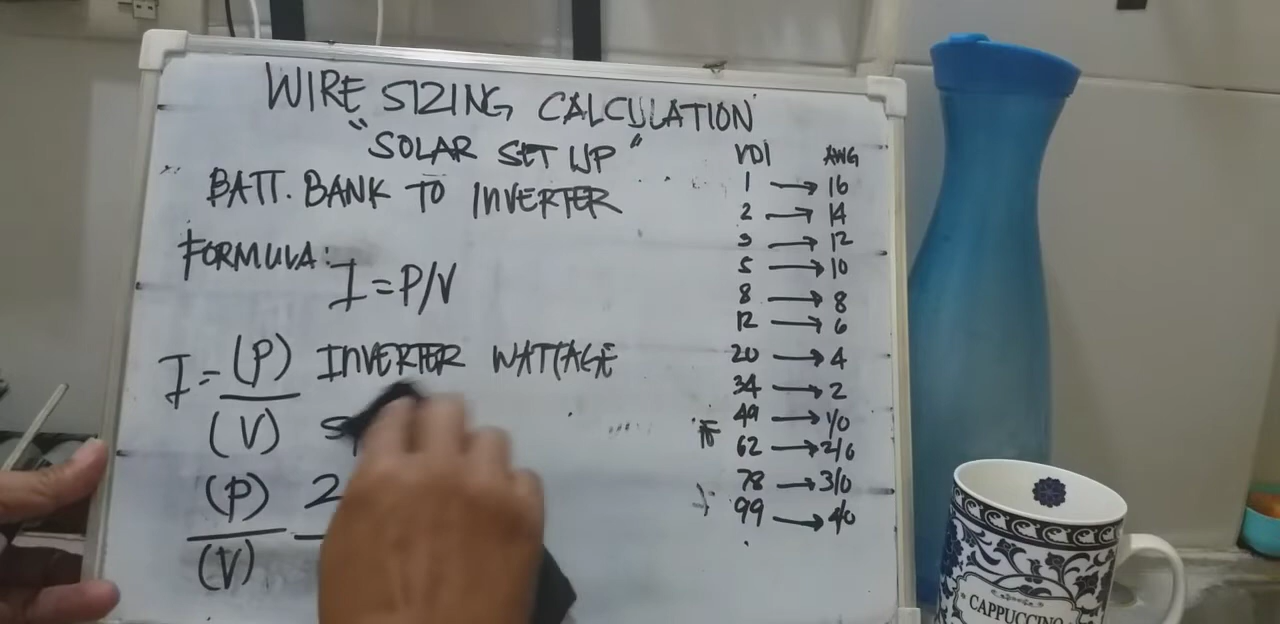 WIRE SIZING CALCULATION
"SOLAR SET UP"
BATT. BANK TO INVERTER
FORMULA:
I = P/V
I = (P) INVERTER WATTAGE
(V) S
(P) 2
(V)
VDI AWG
1 → 16
2 → 14
3 → 12
5 → 10
8 → 8
12 → 6
20 → 4
34 → 2
49 → 1/0
62 → 2/0
78 → 3/0
99 → 4/0
CAPPUCCINO